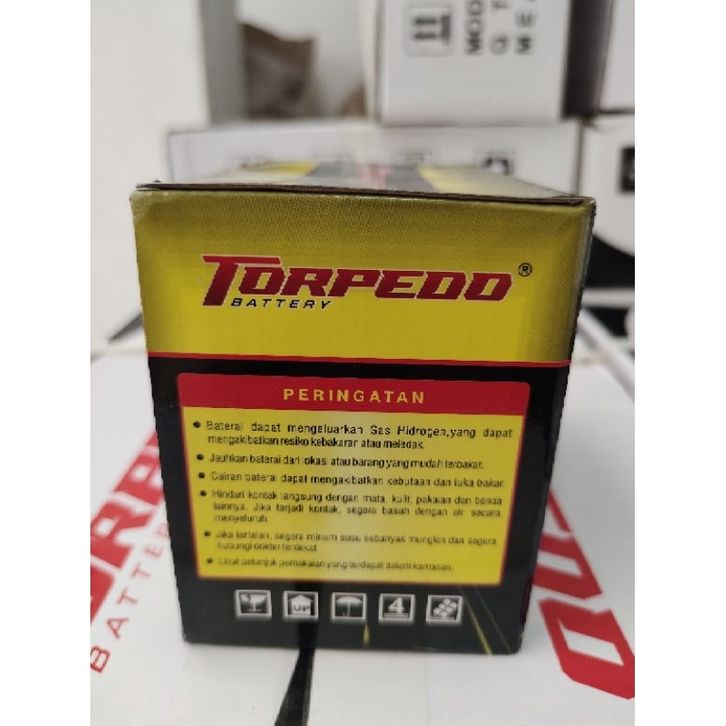 MOD
G T
ME
TORPEDO ®
BATTERY
PERINGATAN
Baterai dapat mengeluarkan Gas Hidrogen,yang dapat
mengakibatkan resiko kebakaran atau meledak.
Jauhkan baterai dari lokasi atau barang yang mudah terbakar.
Cairan baterai dapat mengakibatkan kebutaan dan luka bakar.
Hindari kontak langsung dengan mata, kulit, pakaian dan benda
lainnya. Jika terjadi kontak, segera basuh dengan air secara
menyeluruh.
Jika tertelan, segera minum susu sebanyak mungkin dan segera
hubungi dokter terdekat
Lihat petunjuk pemakaian yang terdapat dalam kemasan.
UP
4
BATTER